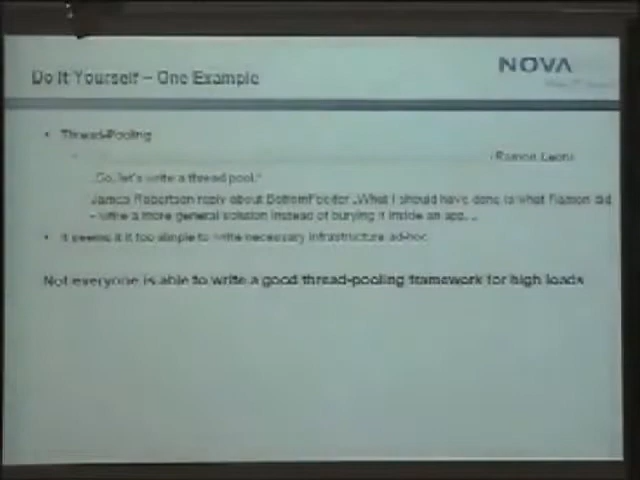 Do It Yourself – One Example
NOVA
• Thread-Pooling
- Ramon Leon:
„So, let's write a thread pool.“
James Robertson reply about BottomFeeder „What I should have done is what Ramon did
- write a more general solution instead of burying it inside an app...
• It seems it it too simple to write necessary infrastructure ad-hoc
Not everyone is able to write a good thread-pooling framework for high loads